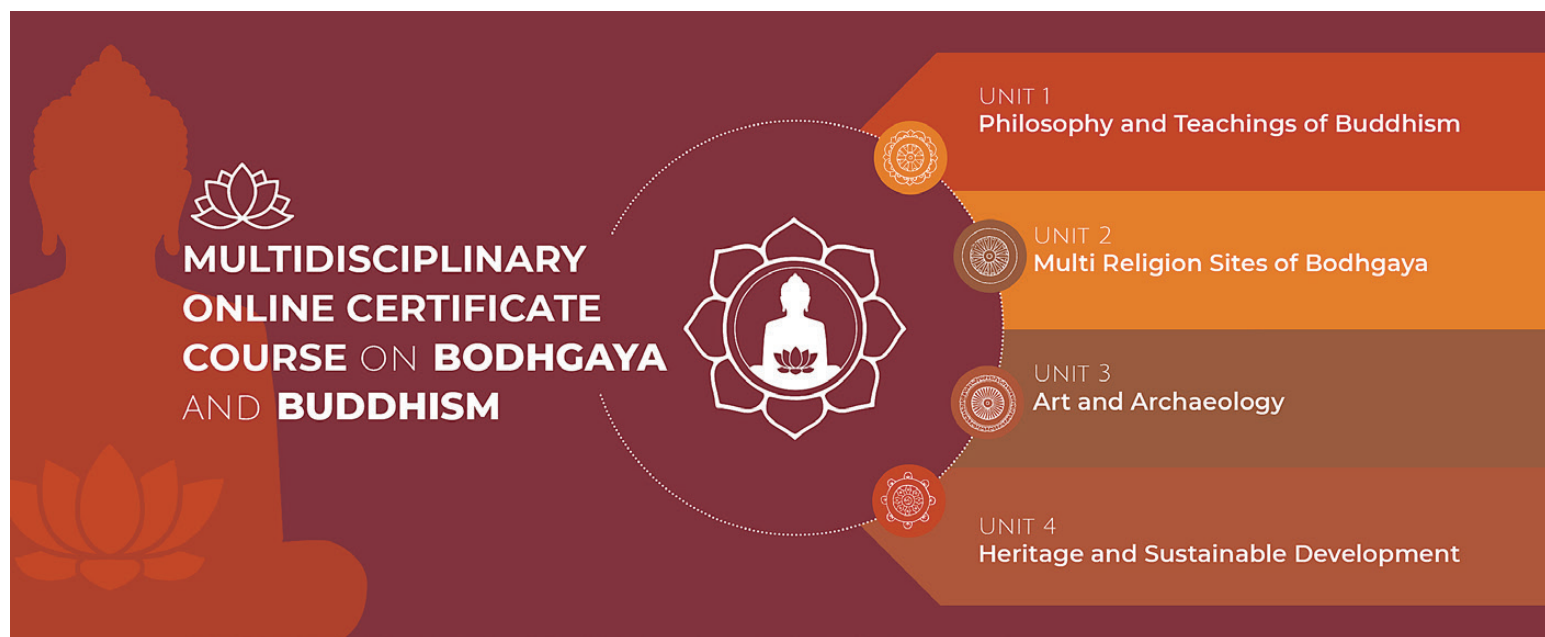 MULTIDISCIPLINARY
ONLINE CERTIFICATE
COURSE ON BODHGAYA
AND BUDDHISM
UNIT 1
Philosophy and Teachings of Buddhism
UNIT 2
Multi Religion Sites of Bodhgaya
UNIT 3
Art and Archaeology
UNIT 4
Heritage and Sustainable Development